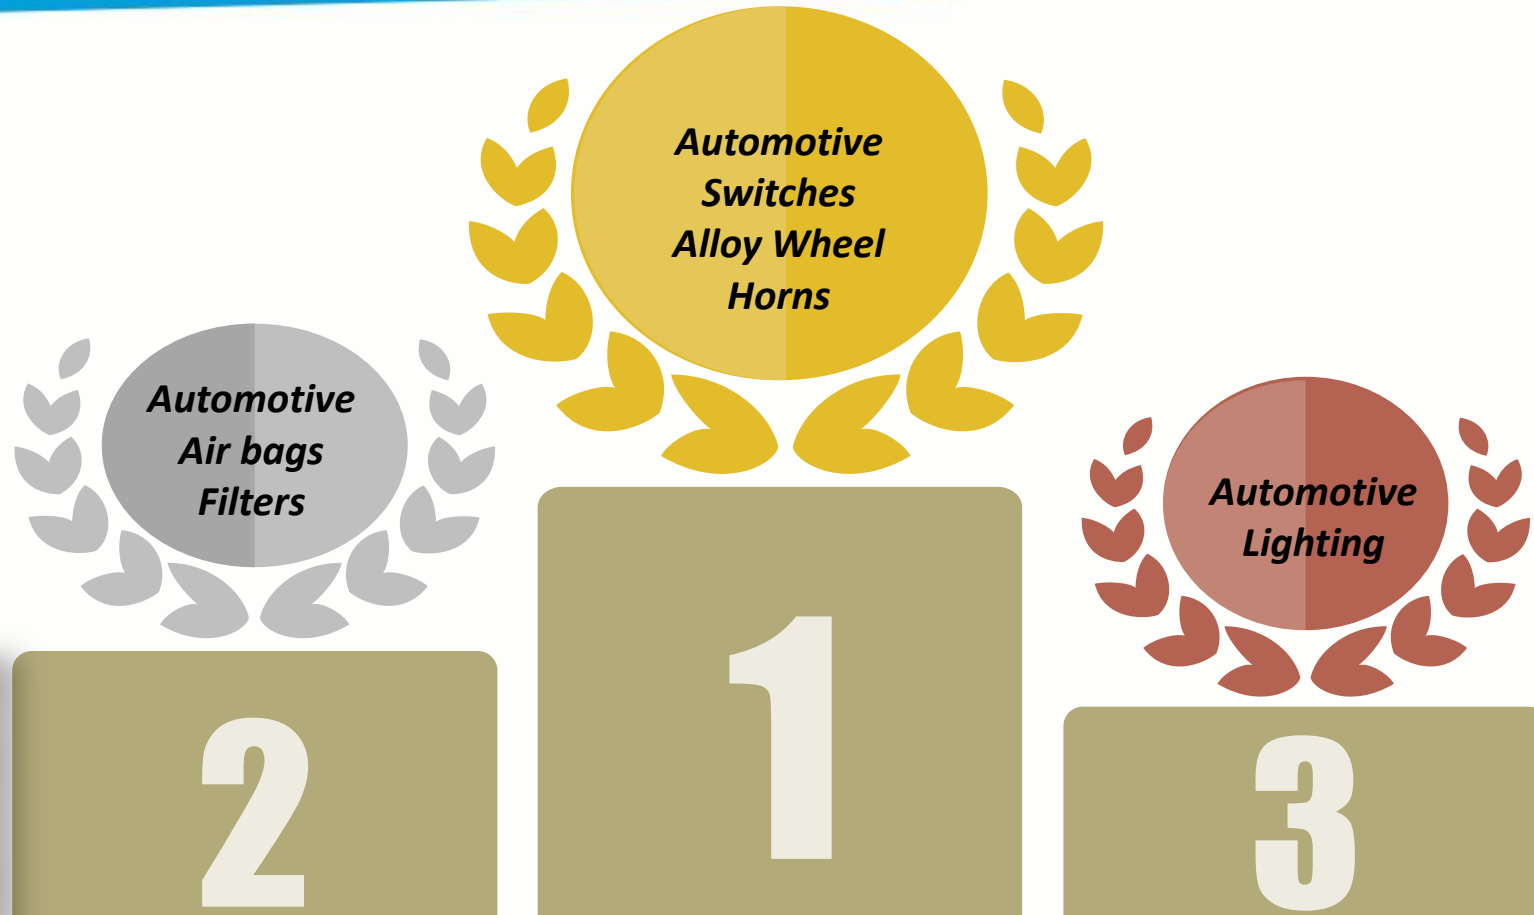 Automotive
Switches
Alloy Wheel
Horns
Automotive
Air bags
Filters
Automotive
Lighting
1
2
3